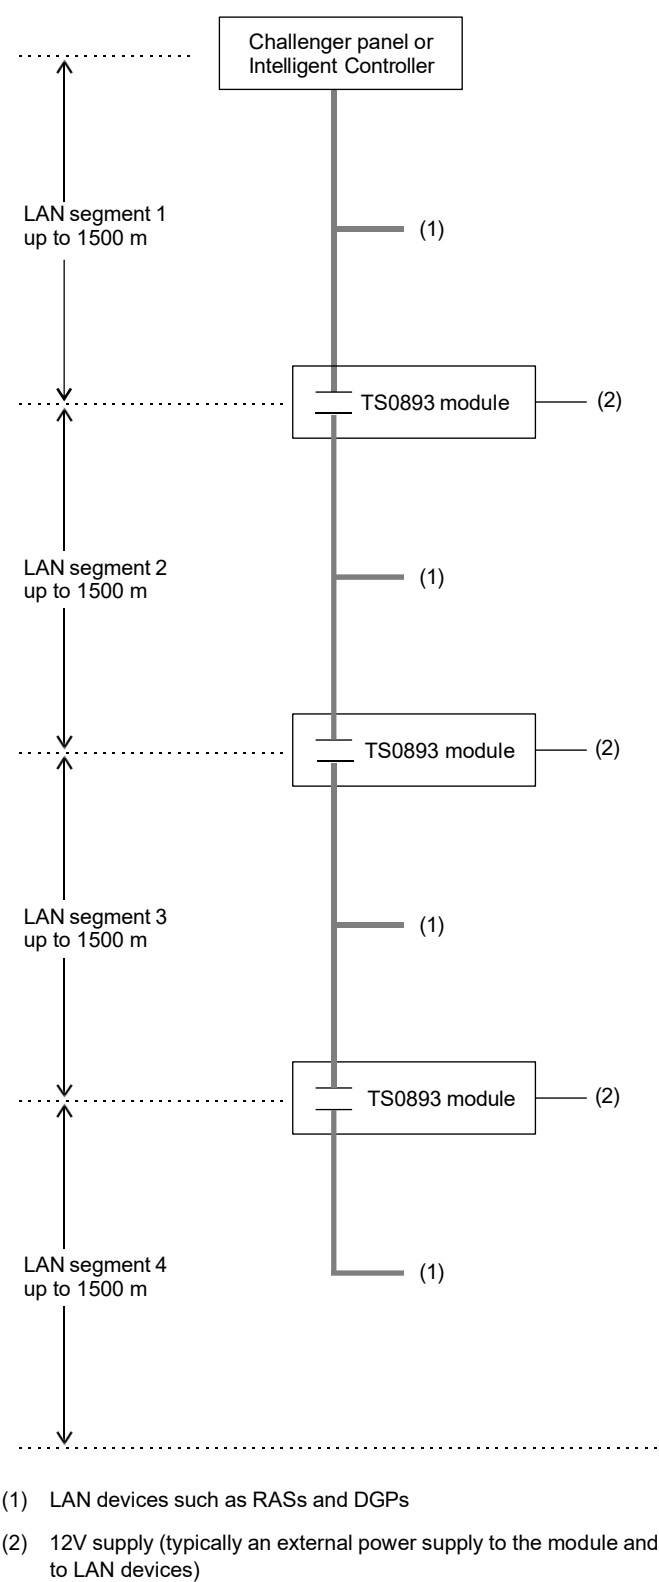 Challenger panel or
Intelligent Controller
LAN segment 1
up to 1500 m
(1)
TS0893 module
(2)
LAN segment 2
up to 1500 m
(1)
TS0893 module
(2)
LAN segment 3
up to 1500 m
(1)
TS0893 module
(2)
LAN segment 4
up to 1500 m
(1)
(1) LAN devices such as RASs and DGPs
(2) 12V supply (typically an external power supply to the module and
to LAN devices)